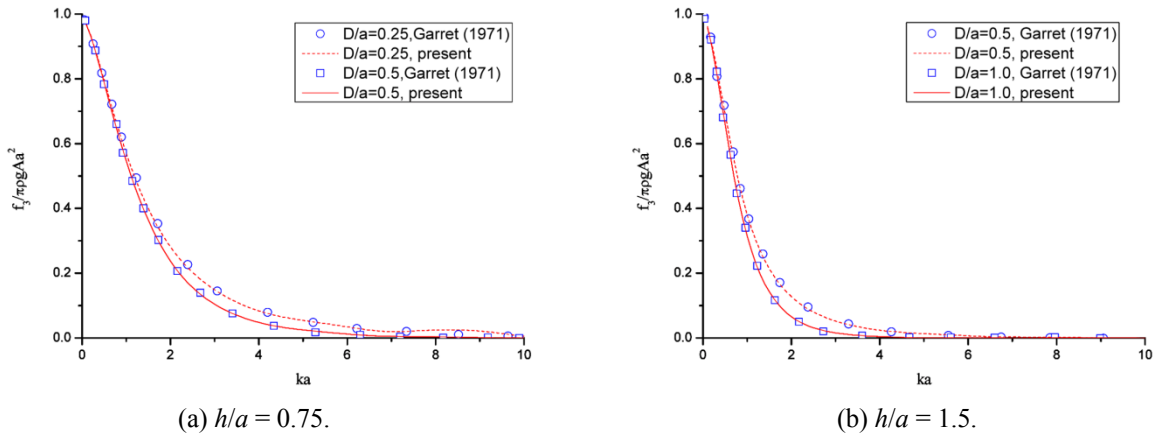 1.0
0.8
0.6
0.4
0.2
0.0
f₃/πρgAa²
D/a=0.25,Garret (1971)
D/a=0.25, present
D/a=0.5,Garret (1971)
D/a=0.5, present
0 2 4 6 8 10
ka
(a) h/a = 0.75.
1.0
0.8
0.6
0.4
0.2
0.0
f₃/πρgAa²
D/a=0.5, Garret (1971)
D/a=0.5, present
D/a=1.0, Garret (1971)
D/a=1.0, present
0 2 4 6 8 10
ka
(b) h/a = 1.5.